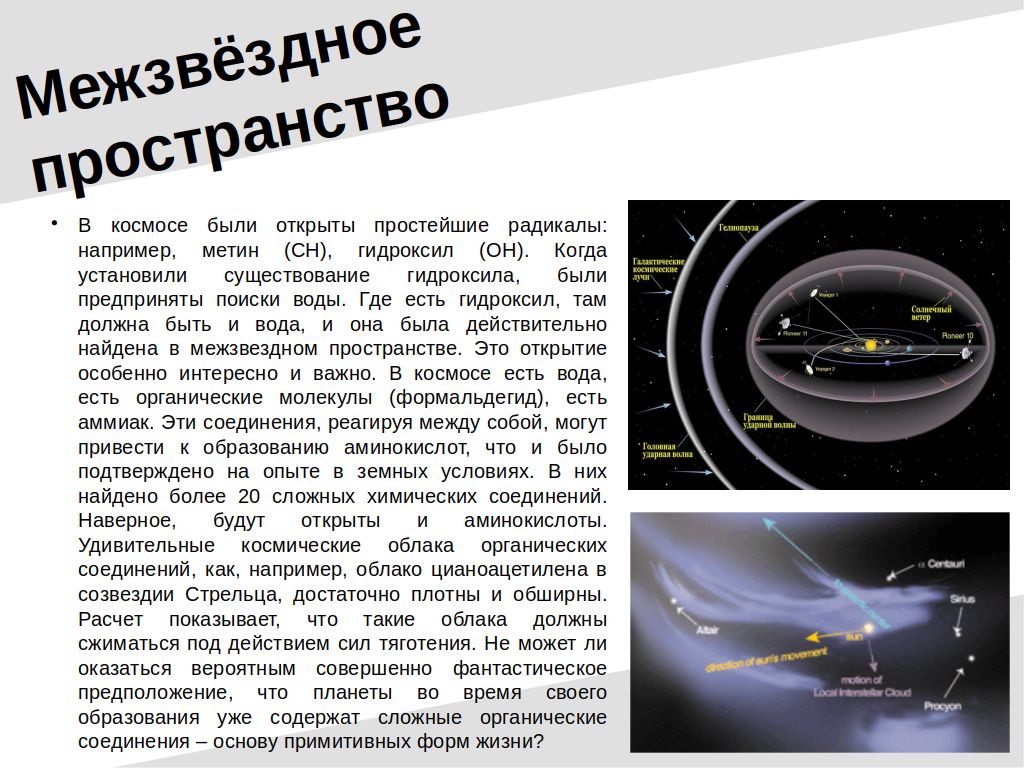 Межзвёздное
пространство
• В космосе были открыты простейшие радикалы:
например, метин (CH), гидроксил (OH). Когда
установили существование гидроксила, были
предприняты поиски воды. Где есть гидроксил, там
должна быть и вода, и она была действительно
найдена в межзвездном пространстве. Это открытие
особенно интересно и важно. В космосе есть вода,
есть органические молекулы (формальдегид), есть
аммиак. Эти соединения, реагируя между собой, могут
привести к образованию аминокислот, что и было
подтверждено на опыте в земных условиях. В них
найдено более 20 сложных химических соединений.
Наверное, будут открыты и аминокислоты.
Удивительные космические облака органических
соединений, как, например, облако цианоацетилена в
созвездии Стрельца, достаточно плотны и обширны.
Расчет показывает, что такие облака должны
сжиматься под действием сил тяготения. Не может ли
оказаться вероятным совершенно фантастическое
предположение, что планеты во время своего
образования уже содержат сложные органические
соединения – основу примитивных форм жизни?
Гелиопауза
Галактические
космические
лучи
Voyager 1
Солнечный
ветер
Pioneer 11
Pioneer 10
Voyager 2
Граница
ударной волны
Головная
ударная волна
α Centauri
to galactic center
Sirius
Altair
sun
direction of sun's movement
motion of
Local Interstellar Cloud
Procyon